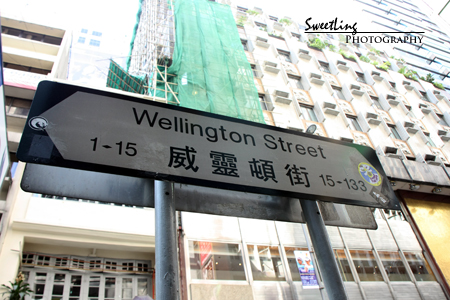 Sweetling
PHOTOGRAPHY
Wellington Street
1-15 威靈頓街 15-133